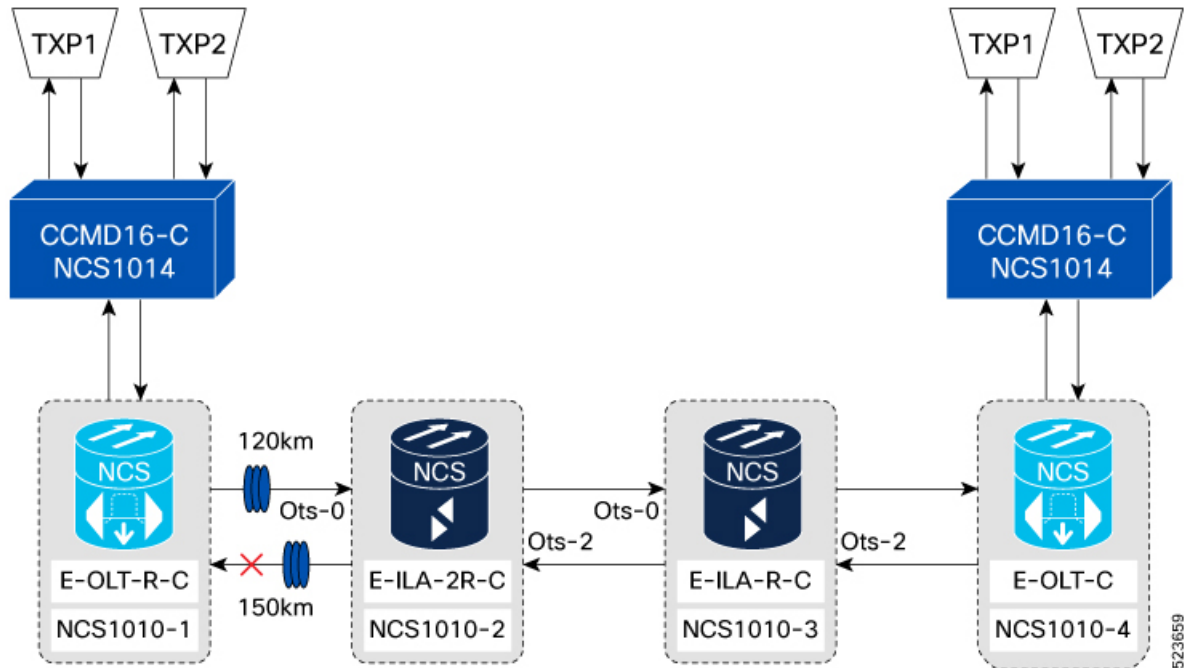 TXP1
TXP2
TXP1
TXP2
CCMD16-C
NCS1014
CCMD16-C
NCS1014
120km
NCS
NCS
NCS
NCS
Ots-0
Ots-0
Ots-2
Ots-2
150km
E-OLT-R-C
E-ILA-2R-C
E-ILA-R-C
E-OLT-C
NCS1010-1
NCS1010-2
NCS1010-3
NCS1010-4
523659